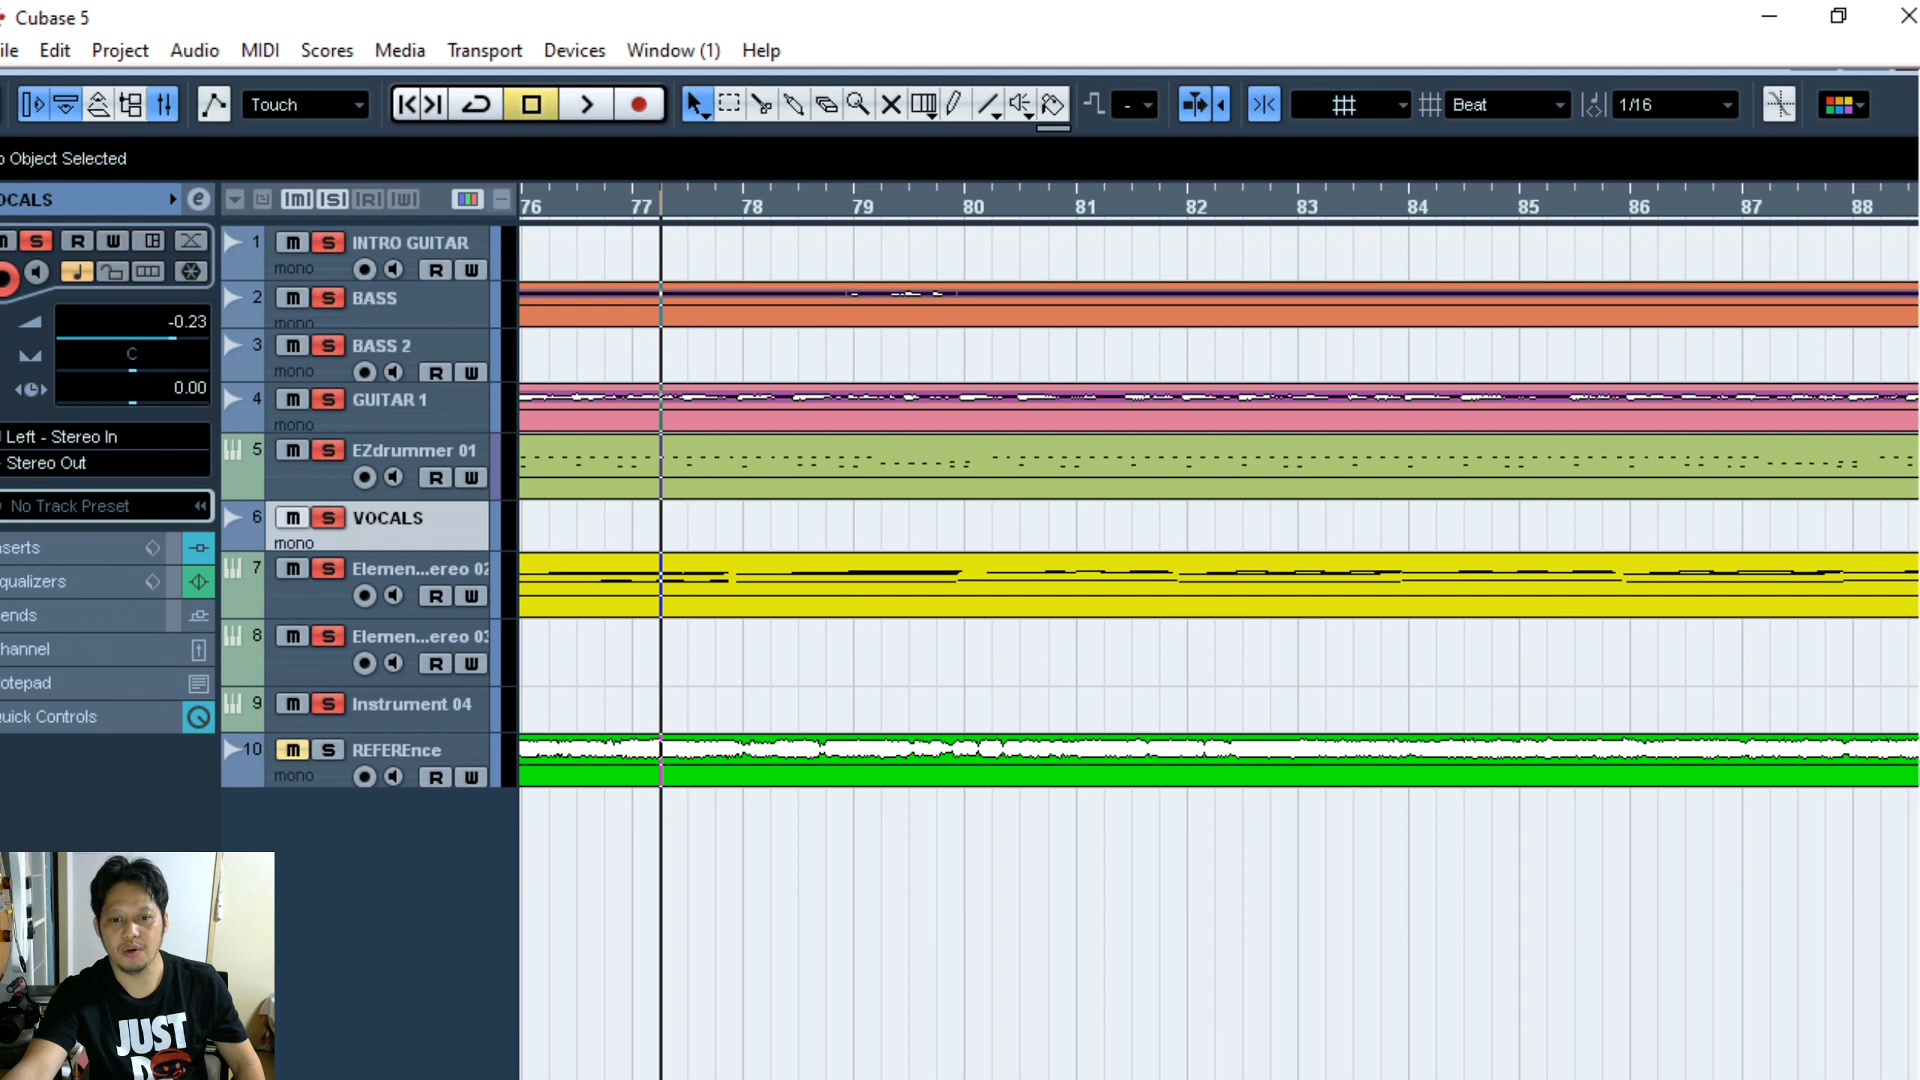 Cubase 5
ile Edit Project Audio MIDI Scores Media Transport Devices Window (1) Help
Touch - Beat 1/16
o Object Selected
OCALS e
76 77 78 79 80 81 82 83 84 85 86 87 88
m S R W
-0.23
C
0.00
Left - Stereo In
Stereo Out
No Track Preset
serts
qualizers
ends
hannel
otepad
uick Controls
m S R W
1 m S INTRO GUITAR
mono R W
2 m S BASS
mono
3 m S BASS 2
mono R W
4 m S GUITAR 1
mono
5 m S EZdrummer 01
R W
6 m S VOCALS
mono
7 m S Elemen...ereo 02
R W
8 m S Elemen...ereo 03
R W
9 m S Instrument 04
10 m S REFEREnce
mono R W
JUST